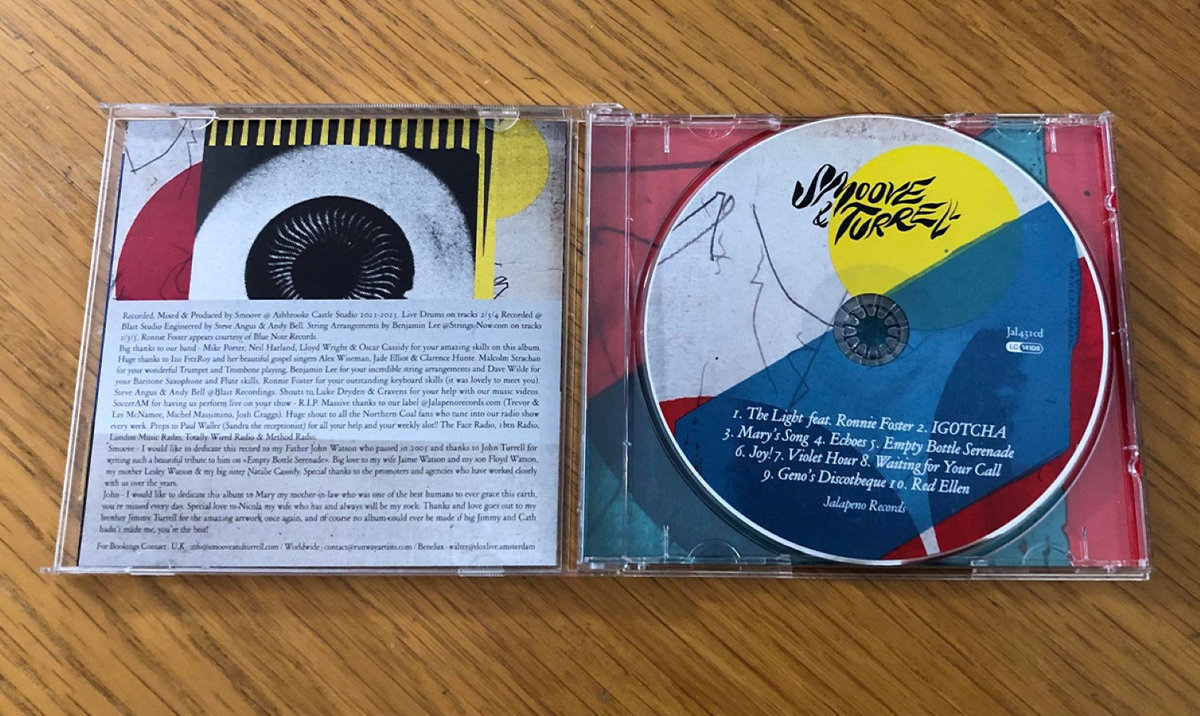 Recorded, Mixed & Produced by Smoove @ Ashbrooke Castle Studio 2021-2023. Live Drums on tracks 2/3/4 Recorded @
Blast Studio Engineered by Steve Angus & Andy Bell. String Arrangements by Benjamin Lee @Strings-Now.com on tracks
2/3/5. Ronnie Foster appears courtesy of Blue Note Records.
Big thanks to our band - Mike Porter, Neil Harland, Lloyd Wright & Oscar Cassidy for your amazing skills on this album.
Huge thanks to Izo FitzRoy and her beautiful gospel singers Alex Wiseman, Jade Elliot & Clarence Hunte. Malcolm Strachan
for your wonderful Trumpet and Trombone playing, Benjamin Lee for your incredible string arrangements and Dave Wilde for
your Baritone Saxophone and Flute skills. Ronnie Foster for your outstanding keyboard skills (it was lovely to meet you).
Steve Angus & Andy Bell @Blast Recordings. Shouts to Luke Dryden & Cravens for your help with our music videos.
SoccerAM for having us perform live on your show - R.I.P. Massive thanks to our label @Jalapenorecords.com (Trevor &
Les McNamee, Michel Massimino, Josh Craggs). Huge shout to all the Northern Coal fans who tune into our radio show
every week. Props to Paul Waller (Sandra the receptionist) for all your help and your weekly slot!! The Face Radio, 1btn Radio,
London Music Radio, Totally Wired Radio & Method Radio.
Smoove - I would like to dedicate this record to my Father John Watson who passed in 2005 and thanks to John Turrell for
writing such a beautiful tribute to him on «Empty Bottle Serenade». Big love to my wife Jaimie Watson and my son Floyd Watson,
my mother Lesley Watson & my big sister Natalie Cassidy. Special thanks to the promoters and agencies who have worked closely
with us over the years.
John - I would like to dedicate this album to Mary my mother-in-law who was one of the best humans to ever grace this earth,
you're missed every day. Special love to Nicola my wife who has and always will be my rock. Thanks and love goes out to my
brother Jimmy Turrell for the amazing artwork once again, and of course no album could ever be made if big Jimmy and Cath
hadn't made me, you're the best!
For Bookings Contact : U.K - info@smooveandturrell.com / Worldwide - contact@runwayartists.com / Benelux - walter@doxlive.amsterdam
SMOOVE
& TURRELL
Jal431cd
LC 14108
1. The Light feat. Ronnie Foster 2. IGOTCHA
3. Mary's Song 4. Echoes 5. Empty Bottle Serenade
6. Joy! 7. Violet Hour 8. Waiting for Your Call
9. Geno's Discotheque 10. Red Ellen
Jalapeno Records